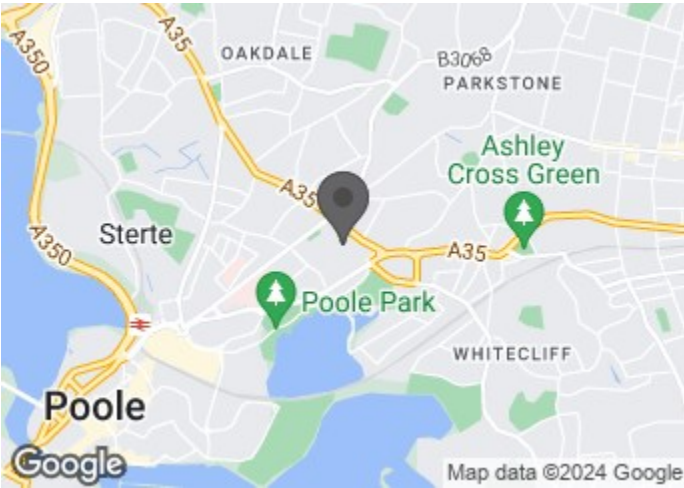 A350
A35
OAKDALE
B3068
PARKSTONE
Ashley
Cross Green
A35
Sterte
A350
A35
Poole Park
WHITECLIFF
Poole
Google
Map data ©2024 Google